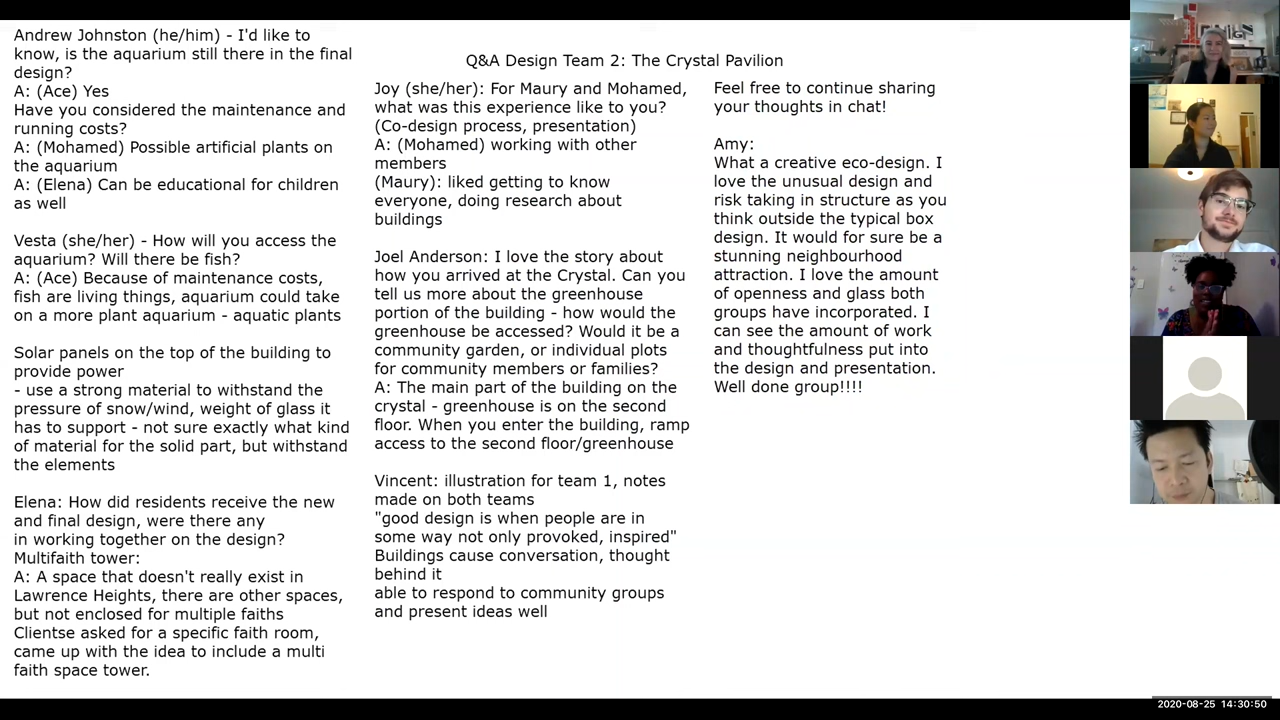 Q&A Design Team 2: The Crystal Pavilion
Andrew Johnston (he/him) - I'd like to
know, is the aquarium still there in the final
design?
A: (Ace) Yes
Have you considered the maintenance and
running costs?
A: (Mohamed) Possible artificial plants on
the aquarium
A: (Elena) Can be educational for children
as well
Vesta (she/her) - How will you access the
aquarium? Will there be fish?
A: (Ace) Because of maintenance costs,
fish are living things, aquarium could take
on a more plant aquarium - aquatic plants
Solar panels on the top of the building to
provide power
- use a strong material to withstand the
pressure of snow/wind, weight of glass it
has to support - not sure exactly what kind
of material for the solid part, but withstand
the elements
Elena: How did residents receive the new
and final design, were there any
in working together on the design?
Multifaith tower:
A: A space that doesn't really exist in
Lawrence Heights, there are other spaces,
but not enclosed for multiple faiths
Clientse asked for a specific faith room,
came up with the idea to include a multi
faith space tower.
Joy (she/her): For Maury and Mohamed,
what was this experience like to you?
(Co-design process, presentation)
A: (Mohamed) working with other
members
(Maury): liked getting to know
everyone, doing research about
buildings
Joel Anderson: I love the story about
how you arrived at the Crystal. Can you
tell us more about the greenhouse
portion of the building - how would the
greenhouse be accessed? Would it be a
community garden, or individual plots
for community members or families?
A: The main part of the building on the
crystal - greenhouse is on the second
floor. When you enter the building, ramp
access to the second floor/greenhouse
Vincent: illustration for team 1, notes
made on both teams
"good design is when people are in
some way not only provoked, inspired"
Buildings cause conversation, thought
behind it
able to respond to community groups
and present ideas well
Feel free to continue sharing
your thoughts in chat!
Amy:
What a creative eco-design. I
love the unusual design and
risk taking in structure as you
think outside the typical box
design. It would for sure be a
stunning neighbourhood
attraction. I love the amount
of openness and glass both
groups have incorporated. I
can see the amount of work
and thoughtfulness put into
the design and presentation.
Well done group!!!!
2020-08-25 14:30:50